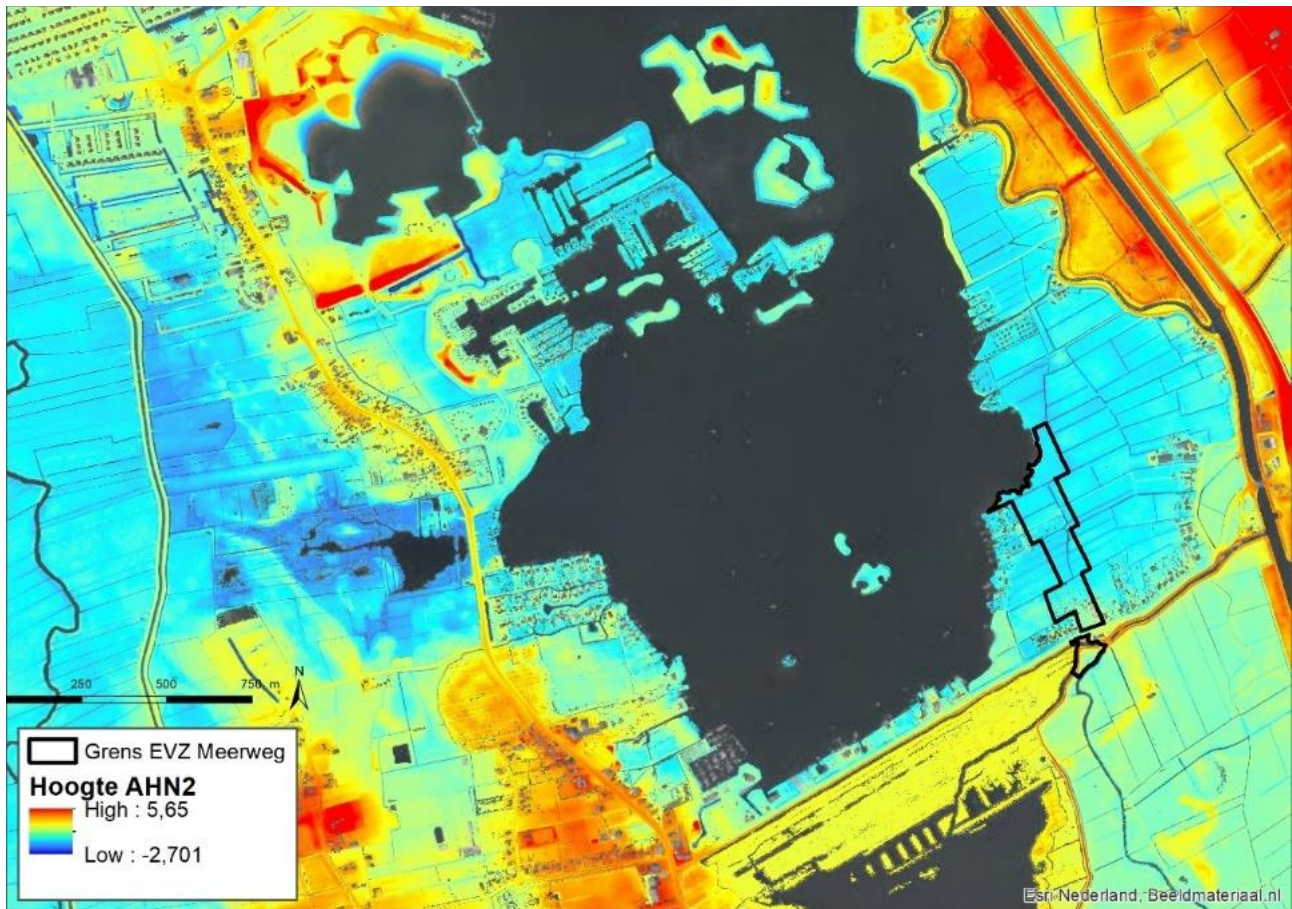 N
250 500 750 m
Grens EVZ Meerweg
Hoogte AHN2
High : 5,65
Low : -2,701
Esri Nederland, Beeldmateriaal.nl